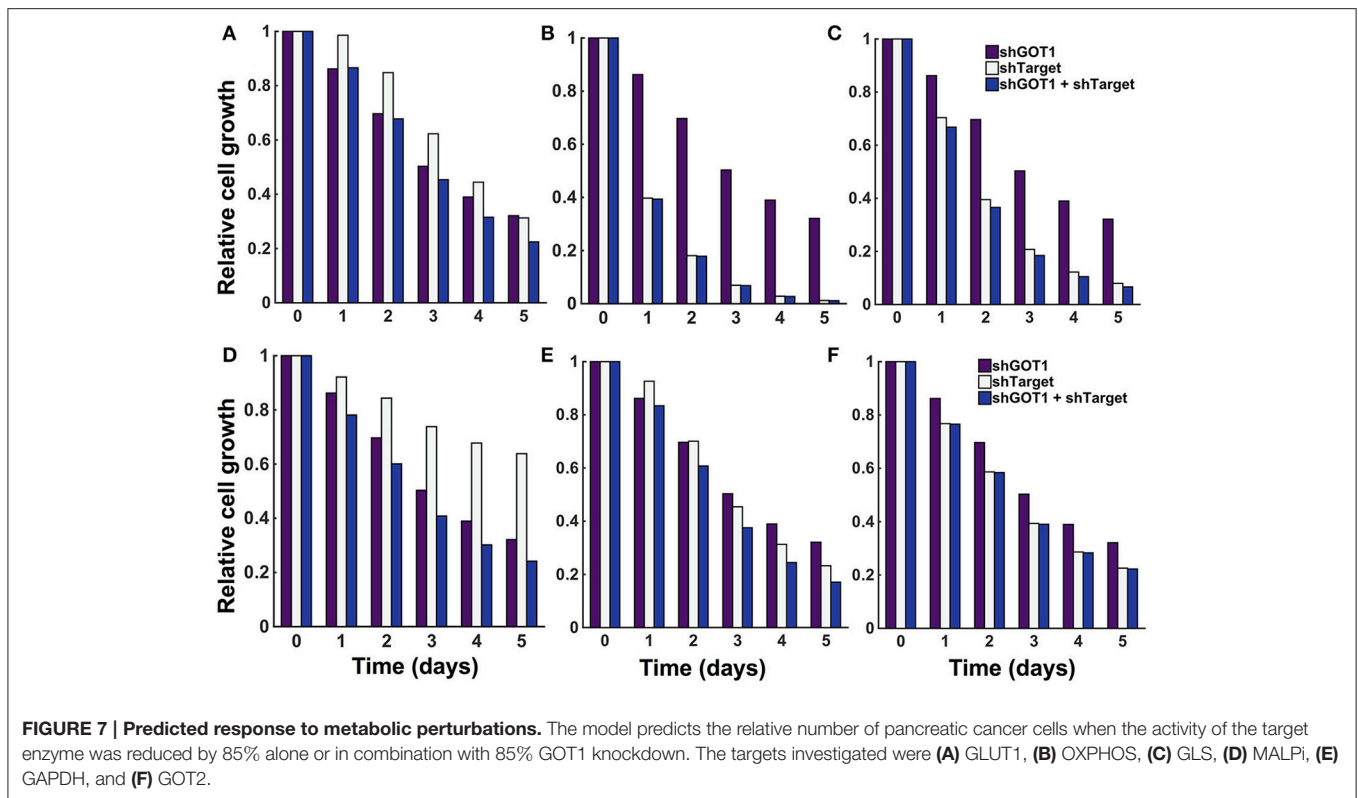 A
B
C
shGOT1
shTarget
shGOT1 + shTarget
Relative cell growth
1
0.8
0.6
0.4
0.2
0
0 1 2 3 4 5
1
0.8
0.6
0.4
0.2
0
0 1 2 3 4 5
1
0.8
0.6
0.4
0.2
0
0 1 2 3 4 5
D
E
F
shGOT1
shTarget
shGOT1 + shTarget
Relative cell growth
1
0.8
0.6
0.4
0.2
0
0 1 2 3 4 5
Time (days)
1
0.8
0.6
0.4
0.2
0
0 1 2 3 4 5
Time (days)
1
0.8
0.6
0.4
0.2
0
0 1 2 3 4 5
Time (days)
FIGURE 7 | Predicted response to metabolic perturbations. The model predicts the relative number of pancreatic cancer cells when the activity of the target
enzyme was reduced by 85% alone or in combination with 85% GOT1 knockdown. The targets investigated were (A) GLUT1, (B) OXPHOS, (C) GLS, (D) MALPi, (E)
GAPDH, and (F) GOT2.